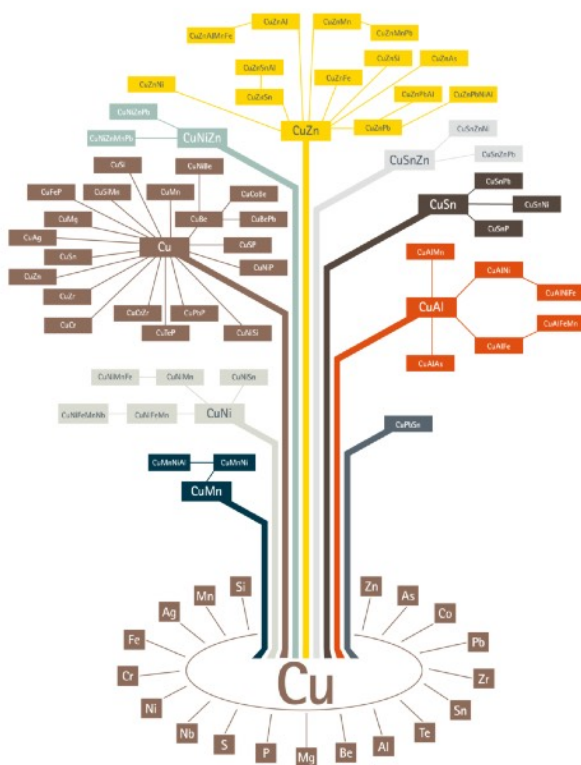 CuZnAl
CuZnMn
CuZnAlMnFe
CuZnMnPb
CuZnSnAl
CuZnSi
CuZnAs
CuZnFe
CuZnNi
CuZnSn
CuZnPbAl
CuZnPbNiAl
CuZn
CuZnPb
CuNiZnPb
CuNiZnMnPb
CuNiZn
CuSnZnNi
CuSnZn
CuSnZnPb
CuSi
CuNiBe
CuFeP
CuSiMn
CuMn
CuCoBe
CuMg
CuBe
CuBePb
CuAg
CuSn
Cu
CuSP
CuZn
CuNiP
CuZr
CuCr
CuCrZr
CuPbP
CuTeP
CuNiSi
CuSnPb
CuSn
CuSnNi
CuSnP
CuAlMn
CuAlNi
CuAlNiFe
CuAl
CuAlFeMn
CuAlFe
CuAlAs
CuNiMnFe
CuNiMn
CuNiSn
CuNiFeMnNb
CuNiFeMn
CuNi
CuPbSn
CuMnNiAl
CuMnNi
CuMn
Si
Zn
Mn
As
Ag
Co
Fe
Pb
Cr
Cu
Zr
Ni
Sn
Nb
Te
S
Al
P
Be
Mg